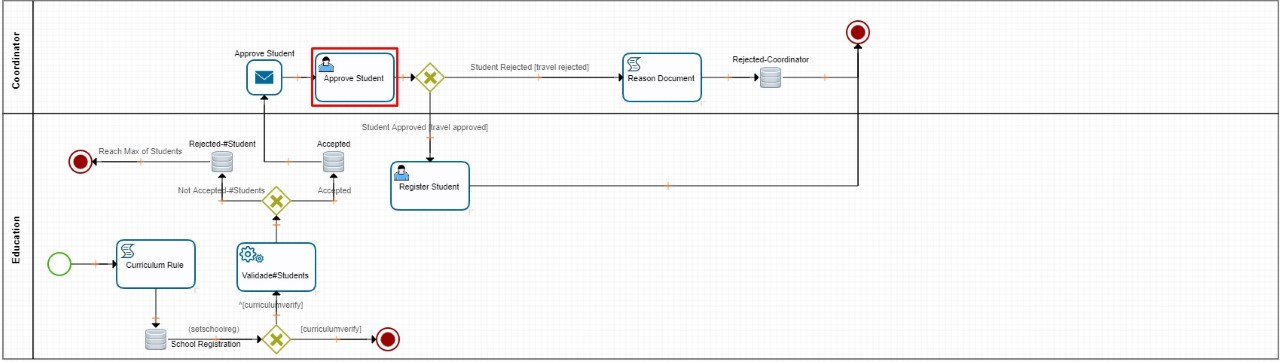 Coordinator
Approve Student
Approve Student
Student Rejected [travel rejected]
Reason Document
Rejected-Coordinator
Student Approved [travel approved]
Education
Reach Max of Students
Rejected-#Student
Accepted
Not Accepted-#Students
Accepted
Register Student
Curriculum Rule
Validade#Students
^[curriculumverify]
(setschoolreg)
School Registration
[curriculumverify]